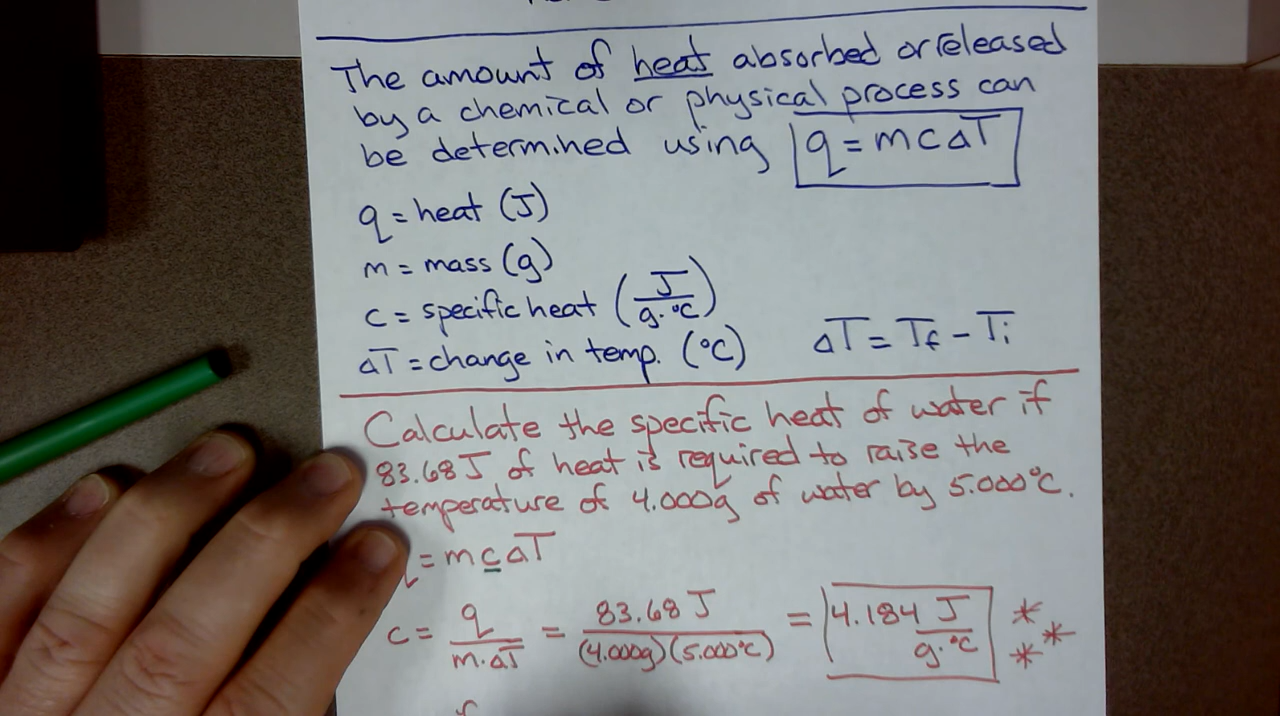 The amount of heat absorbed or released
by a chemical or physical process can
be determined using q = mcΔT
q = heat (J)
m = mass (g)
c = specific heat (J/g·°C)
ΔT = change in temp. (°C) ΔT = Tf - Ti
Calculate the specific heat of water if
83.68 J of heat is required to raise the
temperature of 4.000g of water by 5.000°C.
= mcΔT
c = q/m·ΔT = 83.68 J/(4.000g)(5.000°C) = 4.184 J/g·°C ***